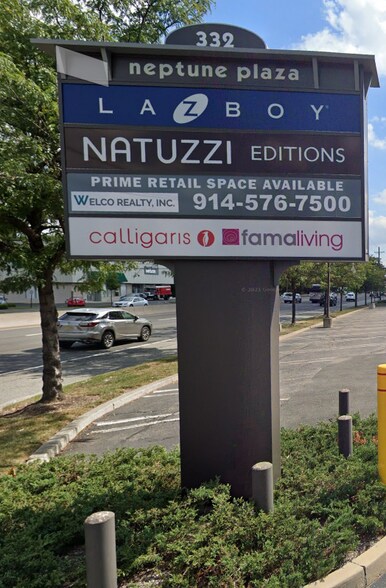 332
neptune plaza
LA Z BOY
NATUZZI EDITIONS
PRIME RETAIL SPACE AVAILABLE
WELCO REALTY, INC. 914-576-7500
calligaris famaliving